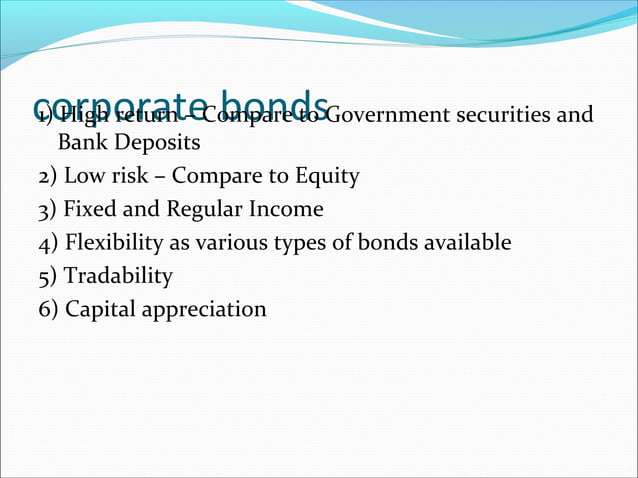 corporate bonds
1) High return – Compare to Government securities and
Bank Deposits
2) Low risk – Compare to Equity
3) Fixed and Regular Income
4) Flexibility as various types of bonds available
5) Tradability
6) Capital appreciation